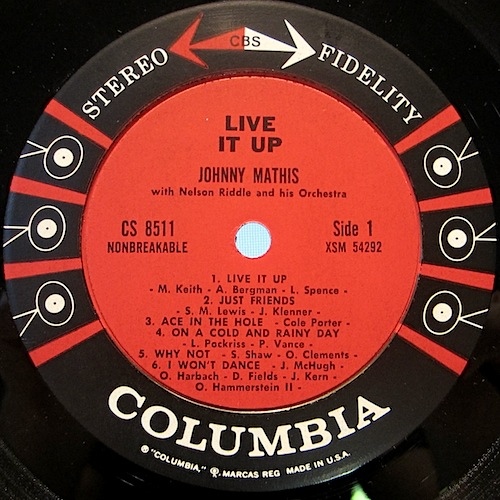 STEREO CBS FIDELITY
LIVE
IT UP
JOHNNY MATHIS
with Nelson Riddle and his Orchestra
CS 8511 Side 1
NONBREAKABLE XSM 54292
1. LIVE IT UP
- M. Keith - A. Bergman - L. Spence -
2. JUST FRIENDS
- S. M. Lewis - J. Klenner -
3. ACE IN THE HOLE - Cole Porter -
4. ON A COLD AND RAINY DAY
- L. Pockriss - P. Vance -
5. WHY NOT - S. Shaw - O. Clements -
6. I WON'T DANCE - J. McHugh -
O. Harbach - D. Fields - J. Kern -
O. Hammerstein II -
COLUMBIA
® "COLUMBIA," ®, MARCAS REG MADE IN U.S.A.